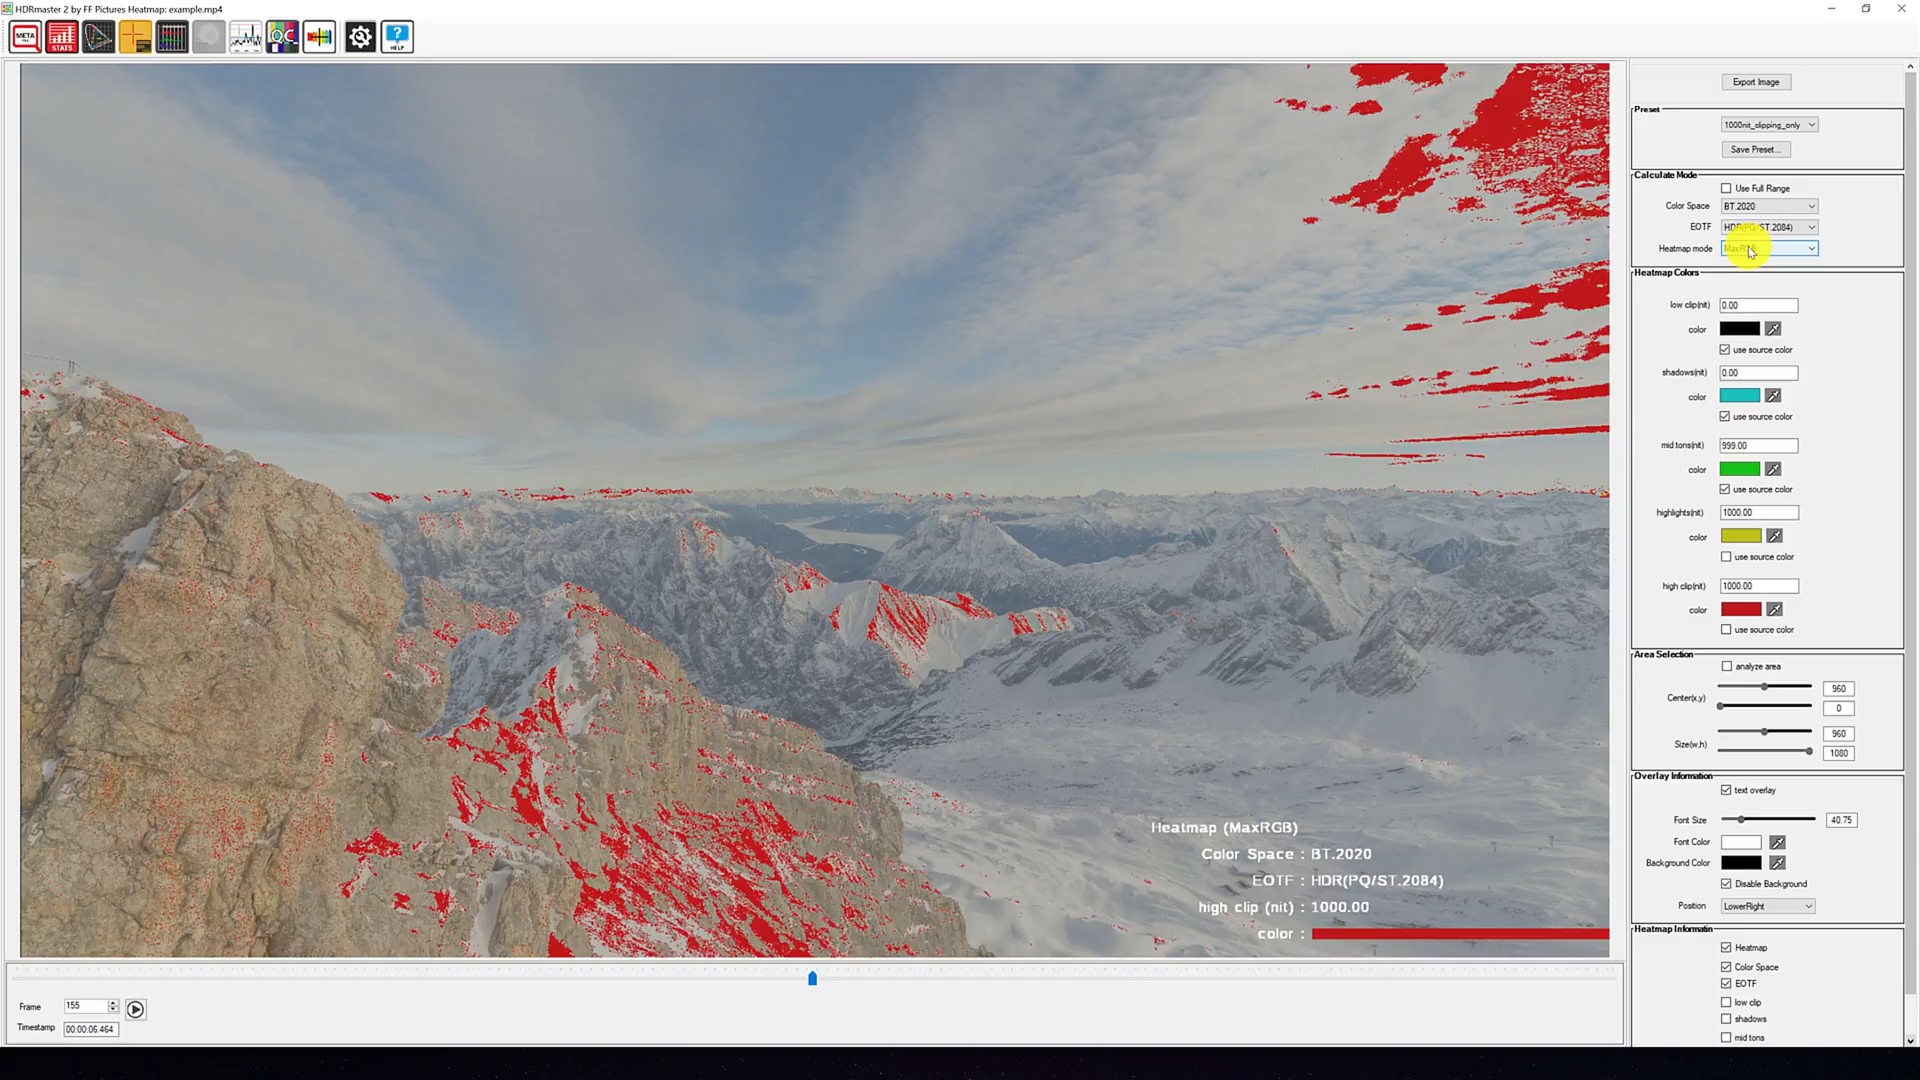 HDRmaster 2 by FF Pictures Heatmap: example.mp4
META
STATS
QC
HELP
Export Image
Preset
1000nit_clipping_only
Save Preset...
Calculate Mode
Use Full Range
Color Space BT.2020
EOTF HDR(PQ/ST.2084)
Heatmap mode MaxRGB
Heatmap Colors
low clip(nit) 0.00
color
use source color
shadows(nit) 0.00
color
use source color
mid tons(nit) 999.00
color
use source color
highlights(nit) 1000.00
color
use source color
high clip(nit) 1000.00
color
use source color
Area Selection
analyze area
Center(x,y) 960
0
Size(w,h) 960
1080
Overlay Information
text overlay
Font Size 40.75
Font Color
Background Color
Disable Background
Position LowerRight
Heatmap Informatin
Heatmap
Color Space
EOTF
low clip
shadows
mid tons
Heatmap (MaxRGB)
Color Space : BT.2020
EOTF : HDR(PQ/ST.2084)
high clip (nit) : 1000.00
color :
Frame 155
Timestamp 00:00:06.464